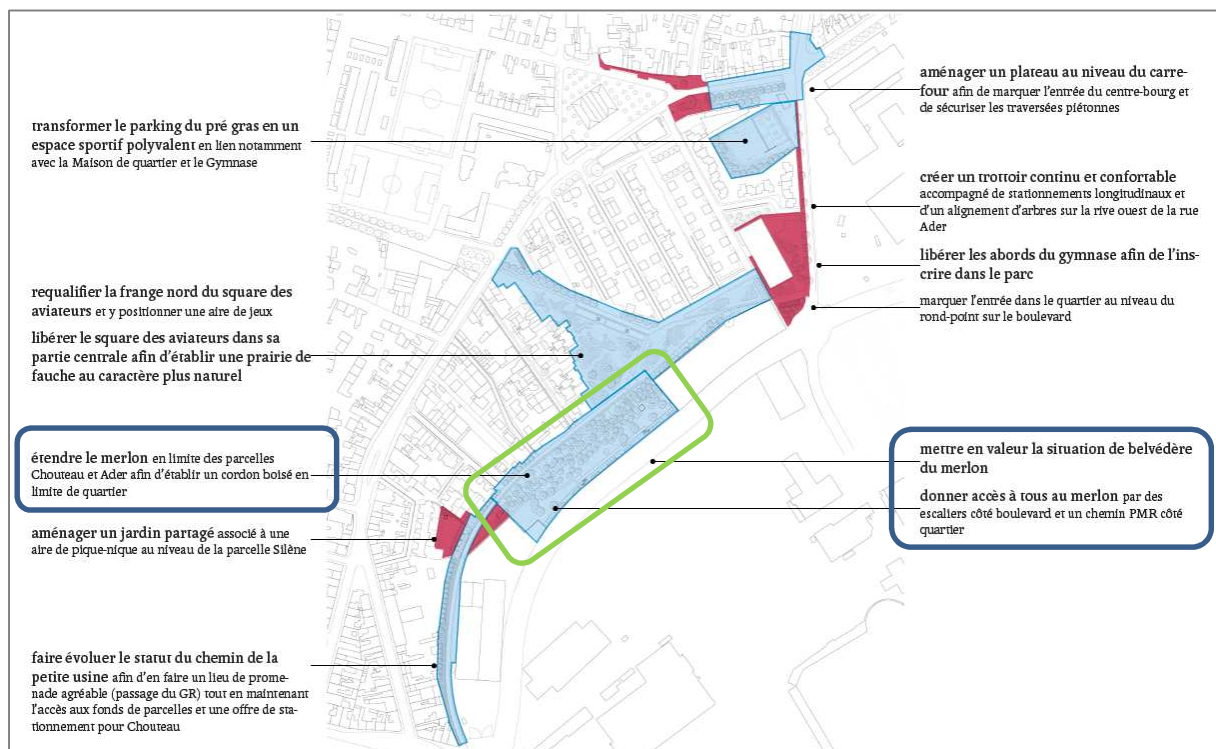 transformer le parking du pré gras en un
espace sportif polyvalent en lien notamment
avec la Maison de quartier et le Gymnase
requalifier la frange nord du square des
aviateurs et y positionner une aire de jeux
libérer le square des aviateurs dans sa
partie centrale afin d'établir une prairie de
fauche au caractère plus naturel
étendre le merlon en limite des parcelles
Chouteau et Ader afin d'établir un cordon boisé en
limite de quartier
aménager un jardin partagé associé à une
aire de pique-nique au niveau de la parcelle Silène
faire évoluer le statut du chemin de la
petite usine afin d'en faire un lieu de prome-
nade agréable (passage du GR) tout en maintenant
l'accès aux fonds de parcelles et une offre de sta-
tionnement pour Chouteau
aménager un plateau au niveau du carre-
four afin de marquer l'entrée du centre-bourg et
de sécuriser les traversées piétonnes
créer un trottoir continu et confortable
accompagné de stationnements longitudinaux et
d'un alignement d'arbres sur la rive ouest de la rue
Ader
libérer les abords du gymnase afin de l'ins-
crire dans le parc
marquer l'entrée dans le quartier au niveau du
rond-point sur le boulevard
mettre en valeur la situation de belvédère
du merlon
donner accès à tous au merlon par des
escaliers côté boulevard et un chemin PMR côté
quartier